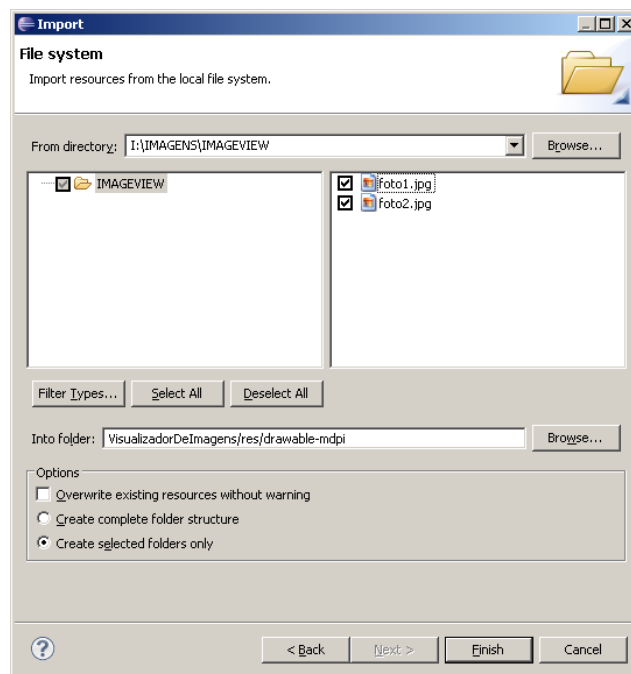 Import
File system
Import resources from the local file system.
From directory: I:\IMAGENS\IMAGEVIEW Browse...
IMAGEVIEW
foto1.jpg
foto2.jpg
Filter Types... Select All Deselect All
Into folder: VisualizadorDeImagens/res/drawable-mdpi Browse...
Options
Overwrite existing resources without warning
Create complete folder structure
Create selected folders only
? < Back Next > Finish Cancel